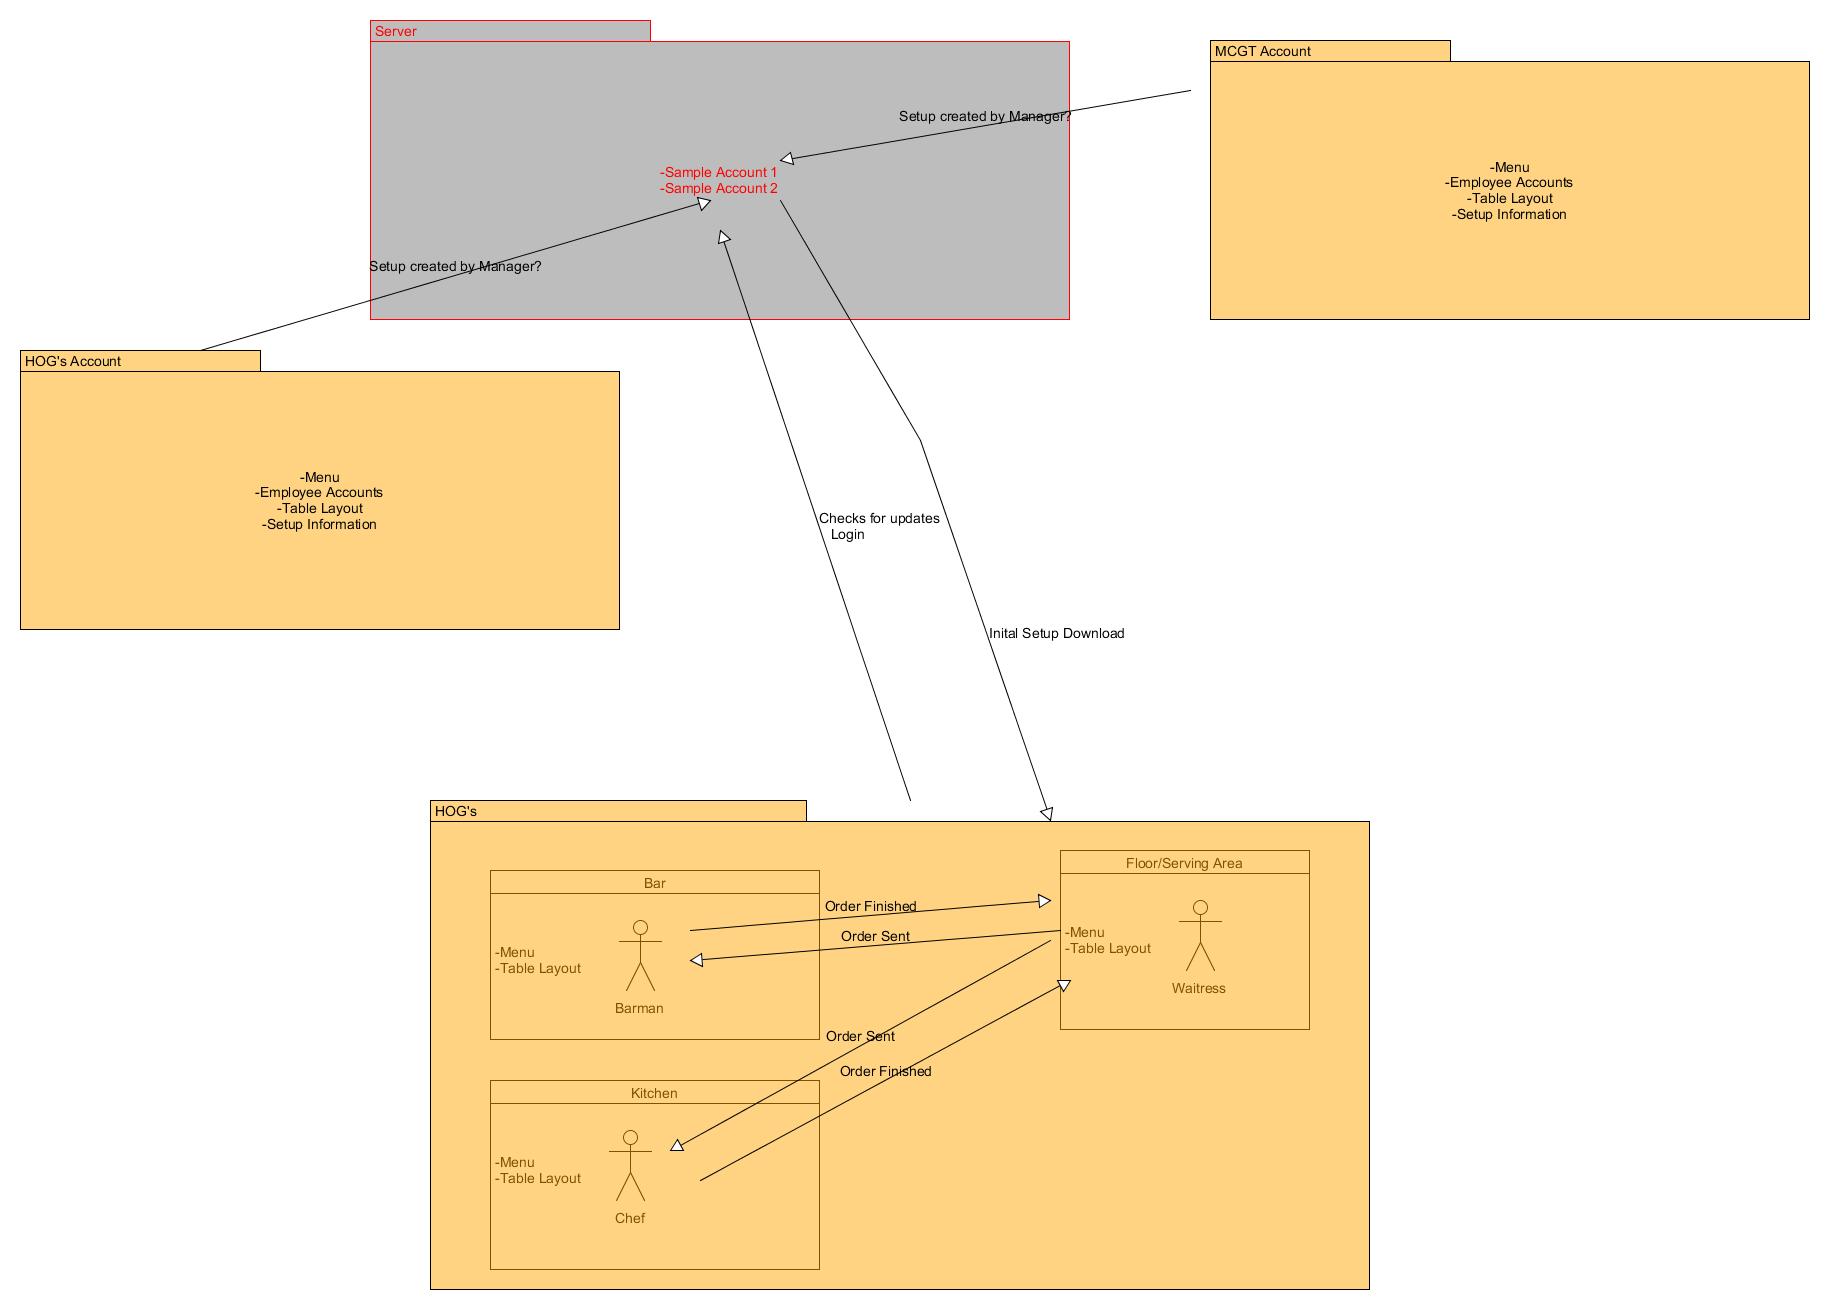 Server
MCGT Account
Setup created by Manager?
-Sample Account 1
-Sample Account 2
-Menu
-Employee Accounts
-Table Layout
-Setup Information
Setup created by Manager?
HOG's Account
-Menu
-Employee Accounts
-Table Layout
-Setup Information
Checks for updates
Login
Inital Setup Download
HOG's
Bar
-Menu
-Table Layout
Barman
Order Finished
Order Sent
Floor/Serving Area
-Menu
-Table Layout
Waitress
Order Sent
Order Finished
Kitchen
-Menu
-Table Layout
Chef